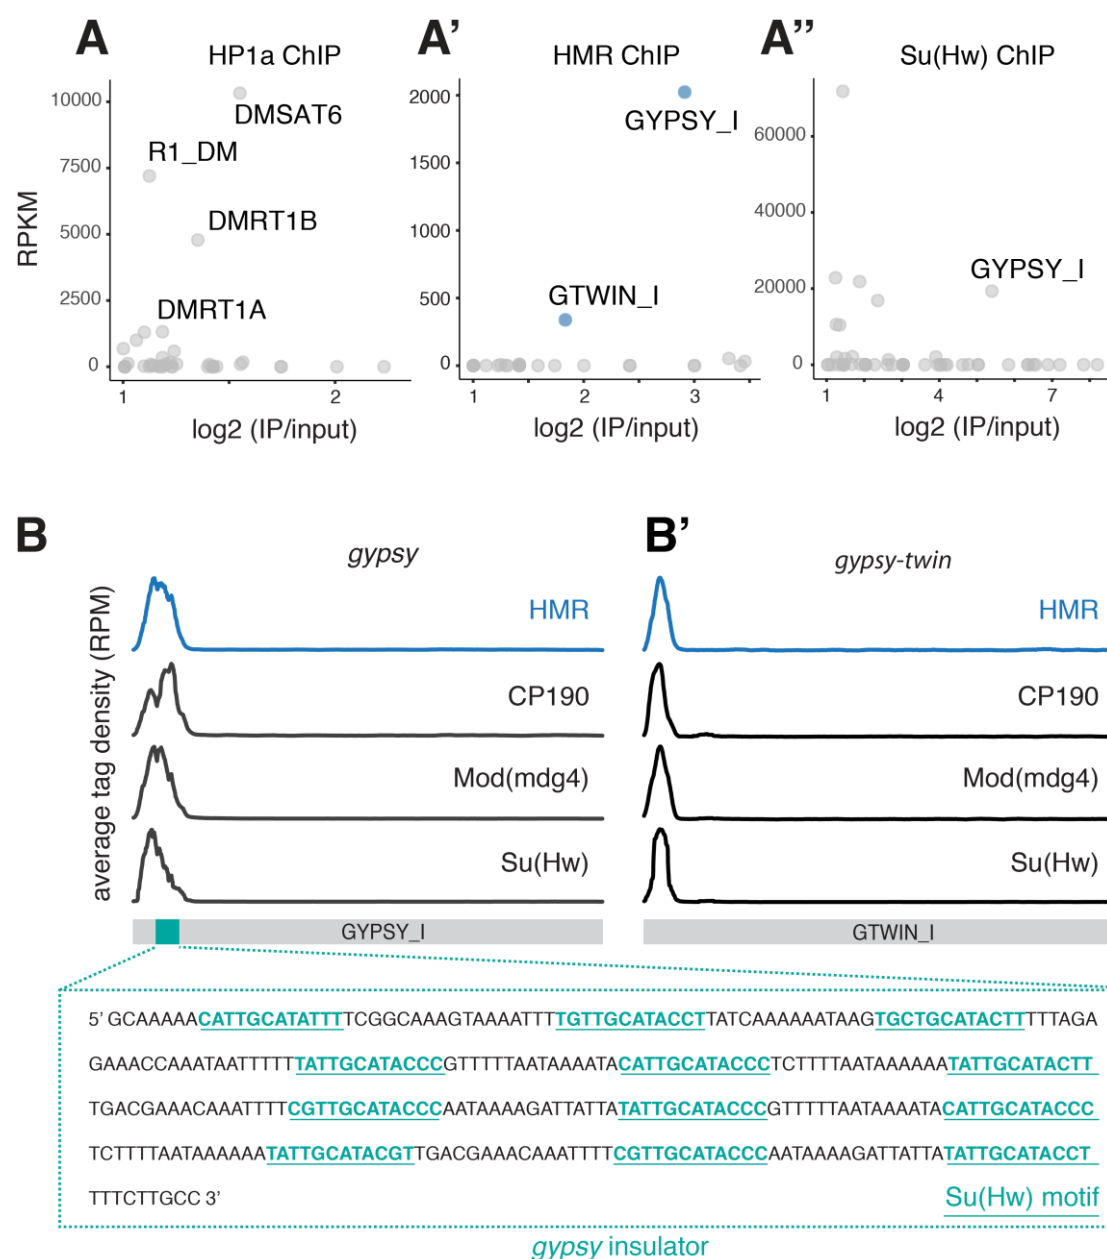 A
HP1a ChIP
10000
7500
5000
2500
0
RPKM
DMSAT6
R1_DM
DMRT1B
DMRT1A
1
2
log2 (IP/input)
A'
HMR ChIP
2000
1500
1000
500
0
GYPSY_I
GTWIN_I
1
2
3
log2 (IP/input)
A"
Su(Hw) ChIP
60000
40000
20000
0
GYPSY_I
1
4
7
log2 (IP/input)
B
gypsy
average tag density (RPM)
HMR
CP190
Mod(mdg4)
Su(Hw)
GYPSY_I
B'
gypsy-twin
HMR
CP190
Mod(mdg4)
Su(Hw)
GTWIN_I
5' GCAAAAACATTGCATATTTTCGGCAAAGTAAAATTTTGTTGCATACCTTATCAAAAAATAAGTGCTGCATACTTTTTAGA
GAAACCAAATAATTTTTTATTGCATACCCGTTTTTAATAAAATACATTGCATACCCTCTTTTAATAAAAAATATTGCATACTT
TGACGAAACAAATTTTCGTTGCATACCCAATAAAAGATTATTATATTGCATACCCGTTTTTAATAAAATACATTGCATACCC
TCTTTTAATAAAAAATATTGCATACGTTGACGAAACAAATTTTCGTTGCATACCCAATAAAAGATTATTATATTGCATACCT
TTTCTTGCC 3'
Su(Hw) motif
gypsy insulator